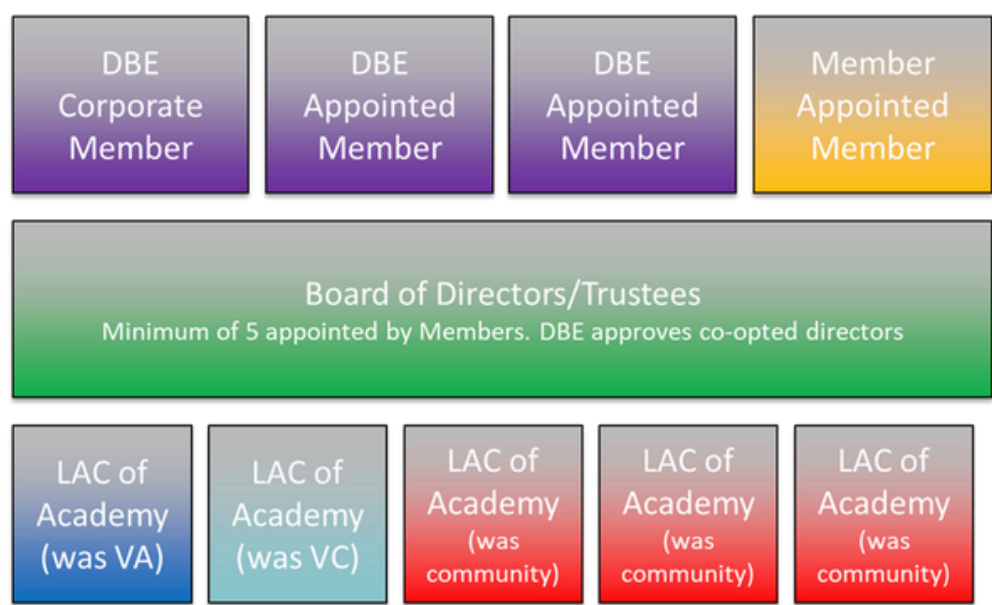 DBE
Corporate
Member
DBE
Appointed
Member
DBE
Appointed
Member
Member
Appointed
Member
Board of Directors/Trustees
Minimum of 5 appointed by Members. DBE approves co-opted directors
LAC of
Academy
(was VA)
LAC of
Academy
(was VC)
LAC of
Academy
(was
community)
LAC of
Academy
(was
community)
LAC of
Academy
(was
community)